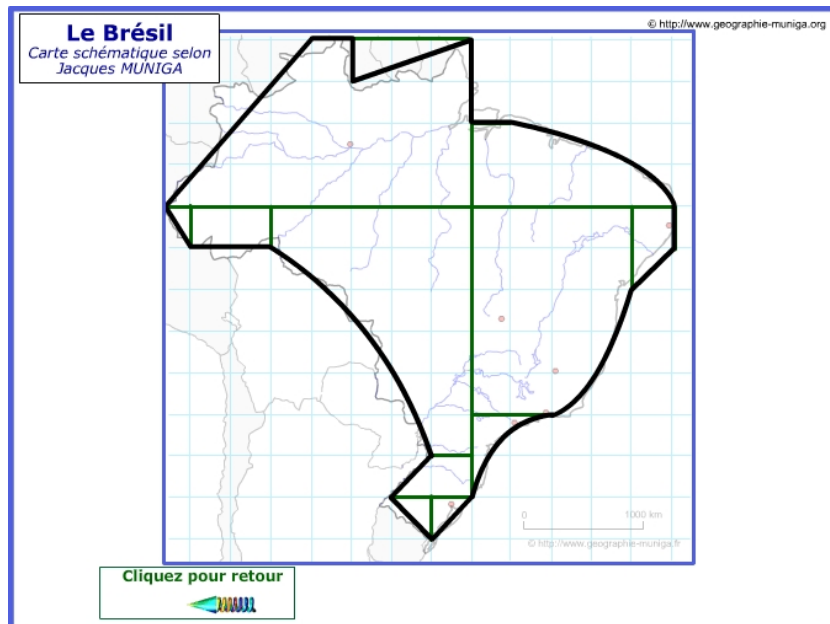 Le Brésil
Carte schématique selon
Jacques MUNIGA
© http://www.geographie-muniga.org
0 1000 km
© http://www.geographie-muniga.fr
Cliquez pour retour